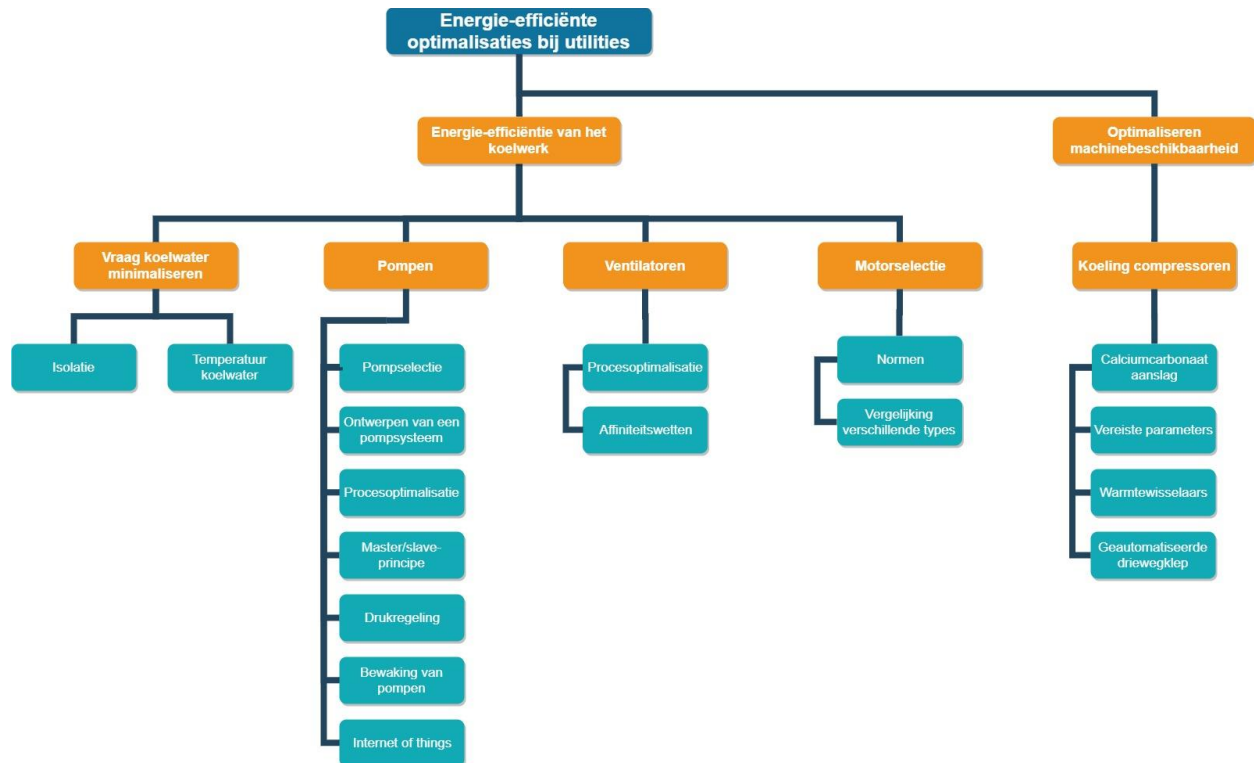 Energie-efficiënte
optimalisaties bij utilities
Energie-efficiëntie van het
koelwerk
Optimaliseren
machinebeschikbaarheid
Vraag koelwater
minimaliseren
Pompen
Ventilatoren
Motorselectie
Koeling compressoren
Isolatie
Temperatuur
koelwater
Pompselectie
Ontwerpen van een
pompsysteem
Procesoptimalisatie
Master/slave-
principe
Drukregeling
Bewaking van
pompen
Internet of things
Procesoptimalisatie
Affiniteitswetten
Normen
Vergelijking
verschillende types
Calciumcarbonaat
aanslag
Vereiste parameters
Warmtewisselaars
Geautomatiseerde
driewegklep